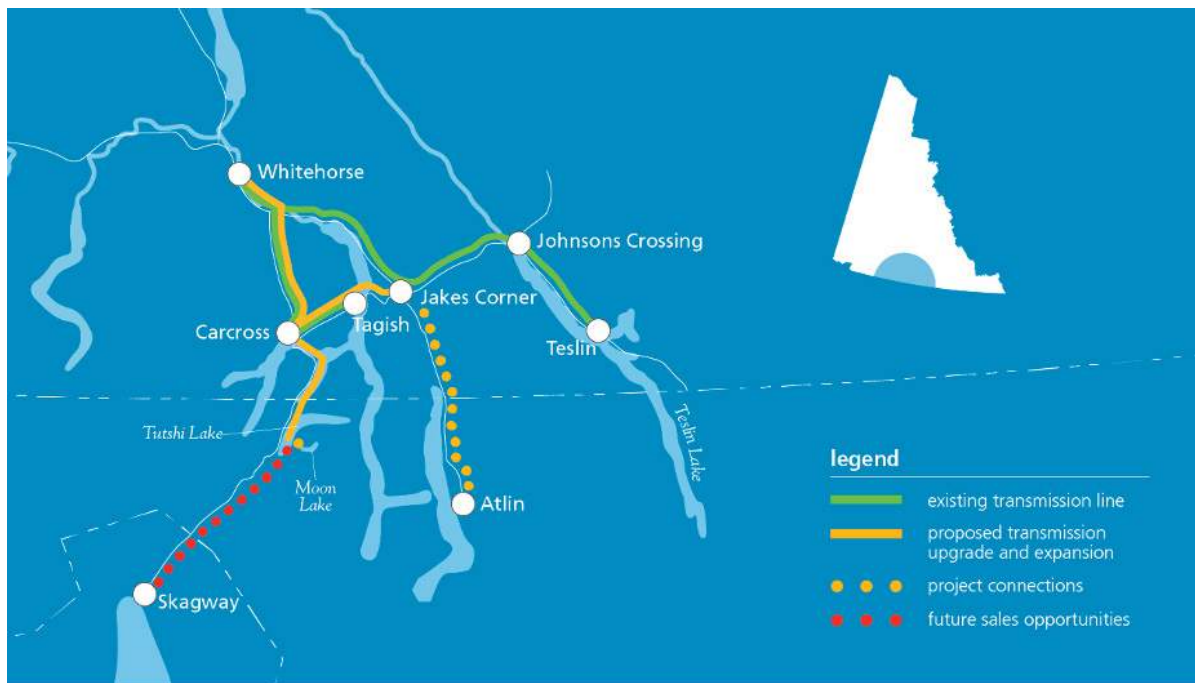 Whitehorse
Johnsons Crossing
Jakes Corner
Tagish
Carcross
Teslin
Tutshi Lake
Moon
Lake
Teslin Lake
Atlin
Skagway
legend
existing transmission line
proposed transmission
upgrade and expansion
project connections
future sales opportunities